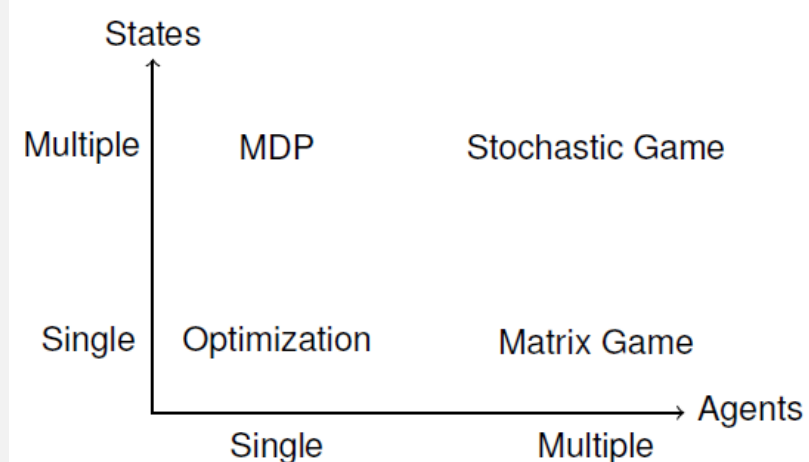 States
Multiple MDP Stochastic Game
Single Optimization Matrix Game
Agents
Single Multiple